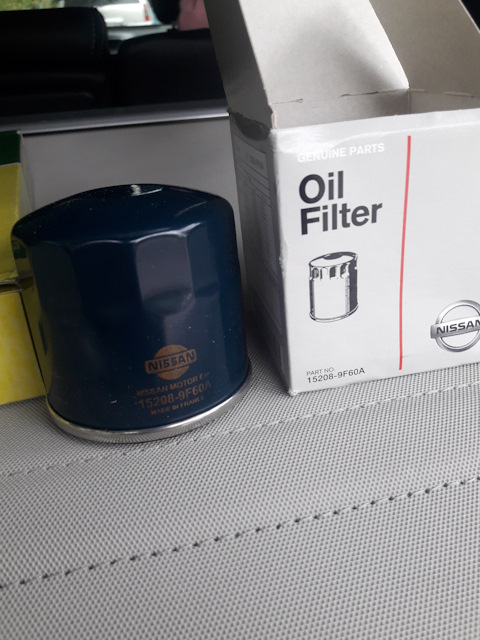 GENUINE PARTS
Oil
Filter
NISSAN
PART NO.
15208-9F60A
NISSAN
NISSAN MOTOR
15208-9F60A
MADE IN FRANCE